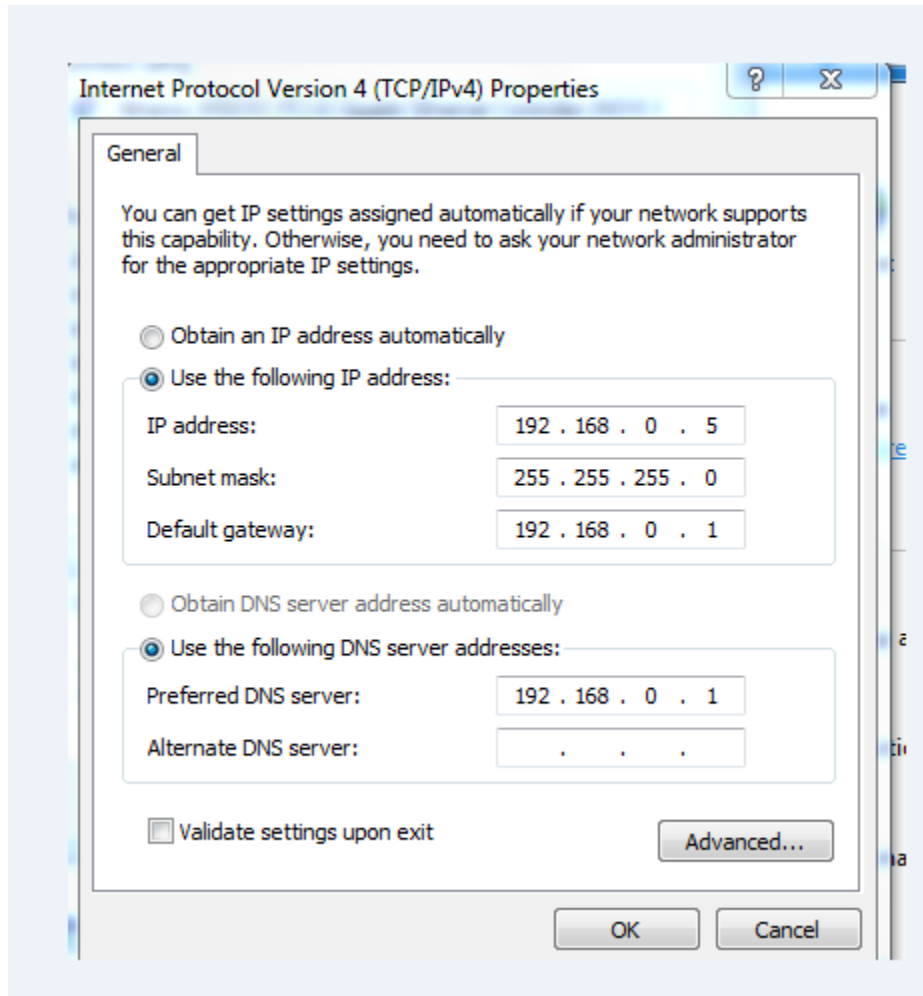 Internet Protocol Version 4 (TCP/IPv4) Properties
General
You can get IP settings assigned automatically if your network supports
this capability. Otherwise, you need to ask your network administrator
for the appropriate IP settings.
Obtain an IP address automatically
Use the following IP address:
IP address: 192 . 168 . 0 . 5
Subnet mask: 255 . 255 . 255 . 0
Default gateway: 192 . 168 . 0 . 1
Obtain DNS server address automatically
Use the following DNS server addresses:
Preferred DNS server: 192 . 168 . 0 . 1
Alternate DNS server: . . .
Validate settings upon exit
Advanced...
OK Cancel